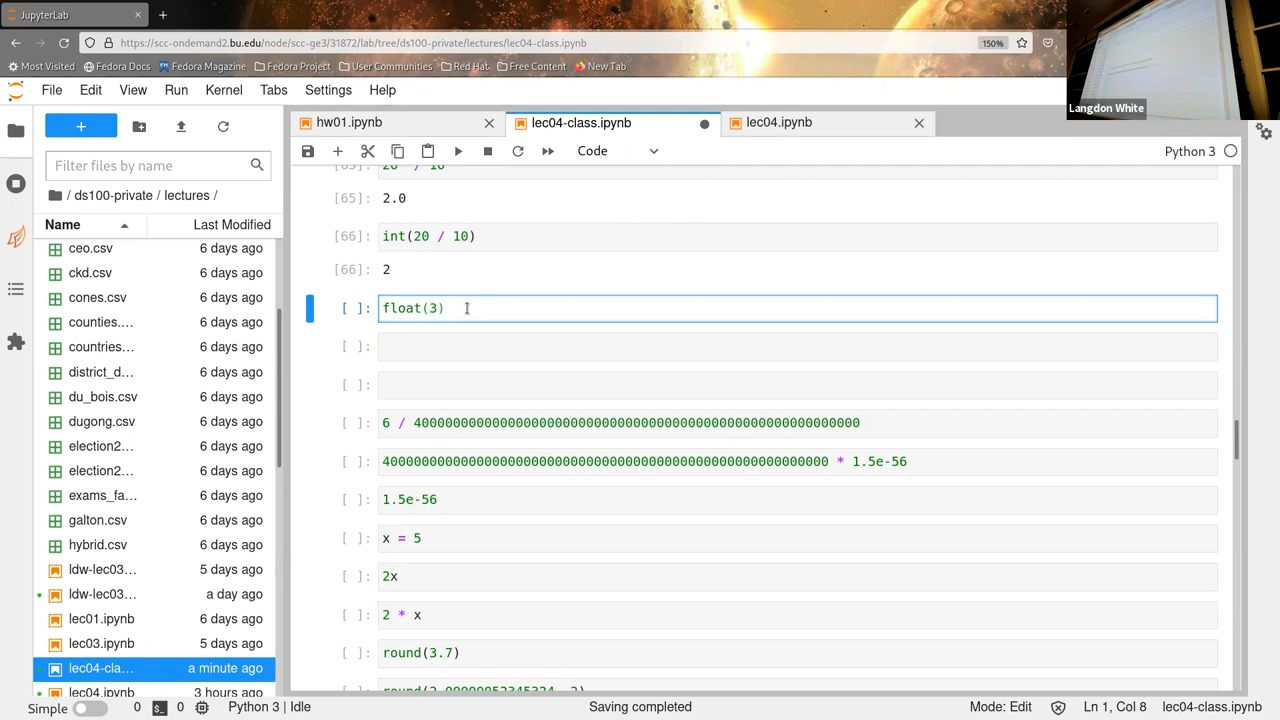 JupyterLab
https://scc-ondemand2.bu.edu/node/scc-ge3/31872/lab/tree/ds100-private/lectures/lec04-class.ipynb
150%
Most Visited
Fedora Docs
Fedora Magazine
Fedora Project
User Communities
Red Hat
Free Content
New Tab
Langdon White
File Edit View Run Kernel Tabs Settings Help
hw01.ipynb
lec04-class.ipynb
lec04.ipynb
Code
Python 3
Filter files by name
/ ds100-private / lectures /
Name Last Modified
ceo.csv 6 days ago
ckd.csv 6 days ago
cones.csv 6 days ago
counties.… 6 days ago
countries… 6 days ago
district_d… 6 days ago
du_bois.csv 6 days ago
dugong.csv 6 days ago
election2… 6 days ago
election2… 6 days ago
exams_fa… 6 days ago
galton.csv 6 days ago
hybrid.csv 6 days ago
ldw-lec03… 5 days ago
ldw-lec03… a day ago
lec01.ipynb 6 days ago
lec03.ipynb 5 days ago
lec04-cla… a minute ago
lec04.ipynb 3 hours ago
20 / 10
[65]: 2.0
[66]: int(20 / 10)
[66]: 2
[ ]: float(3)
[ ]:
[ ]:
[ ]: 6 /
[ ]: * 1.5e-56
[ ]: 1.5e-56
[ ]: x = 5
[ ]: 2x
[ ]: 2 * x
[ ]: round(3.7)
Simple 0 0 Python 3 | Idle Saving completed Mode: Edit Ln 1, Col 8 lec04-class.ipynb